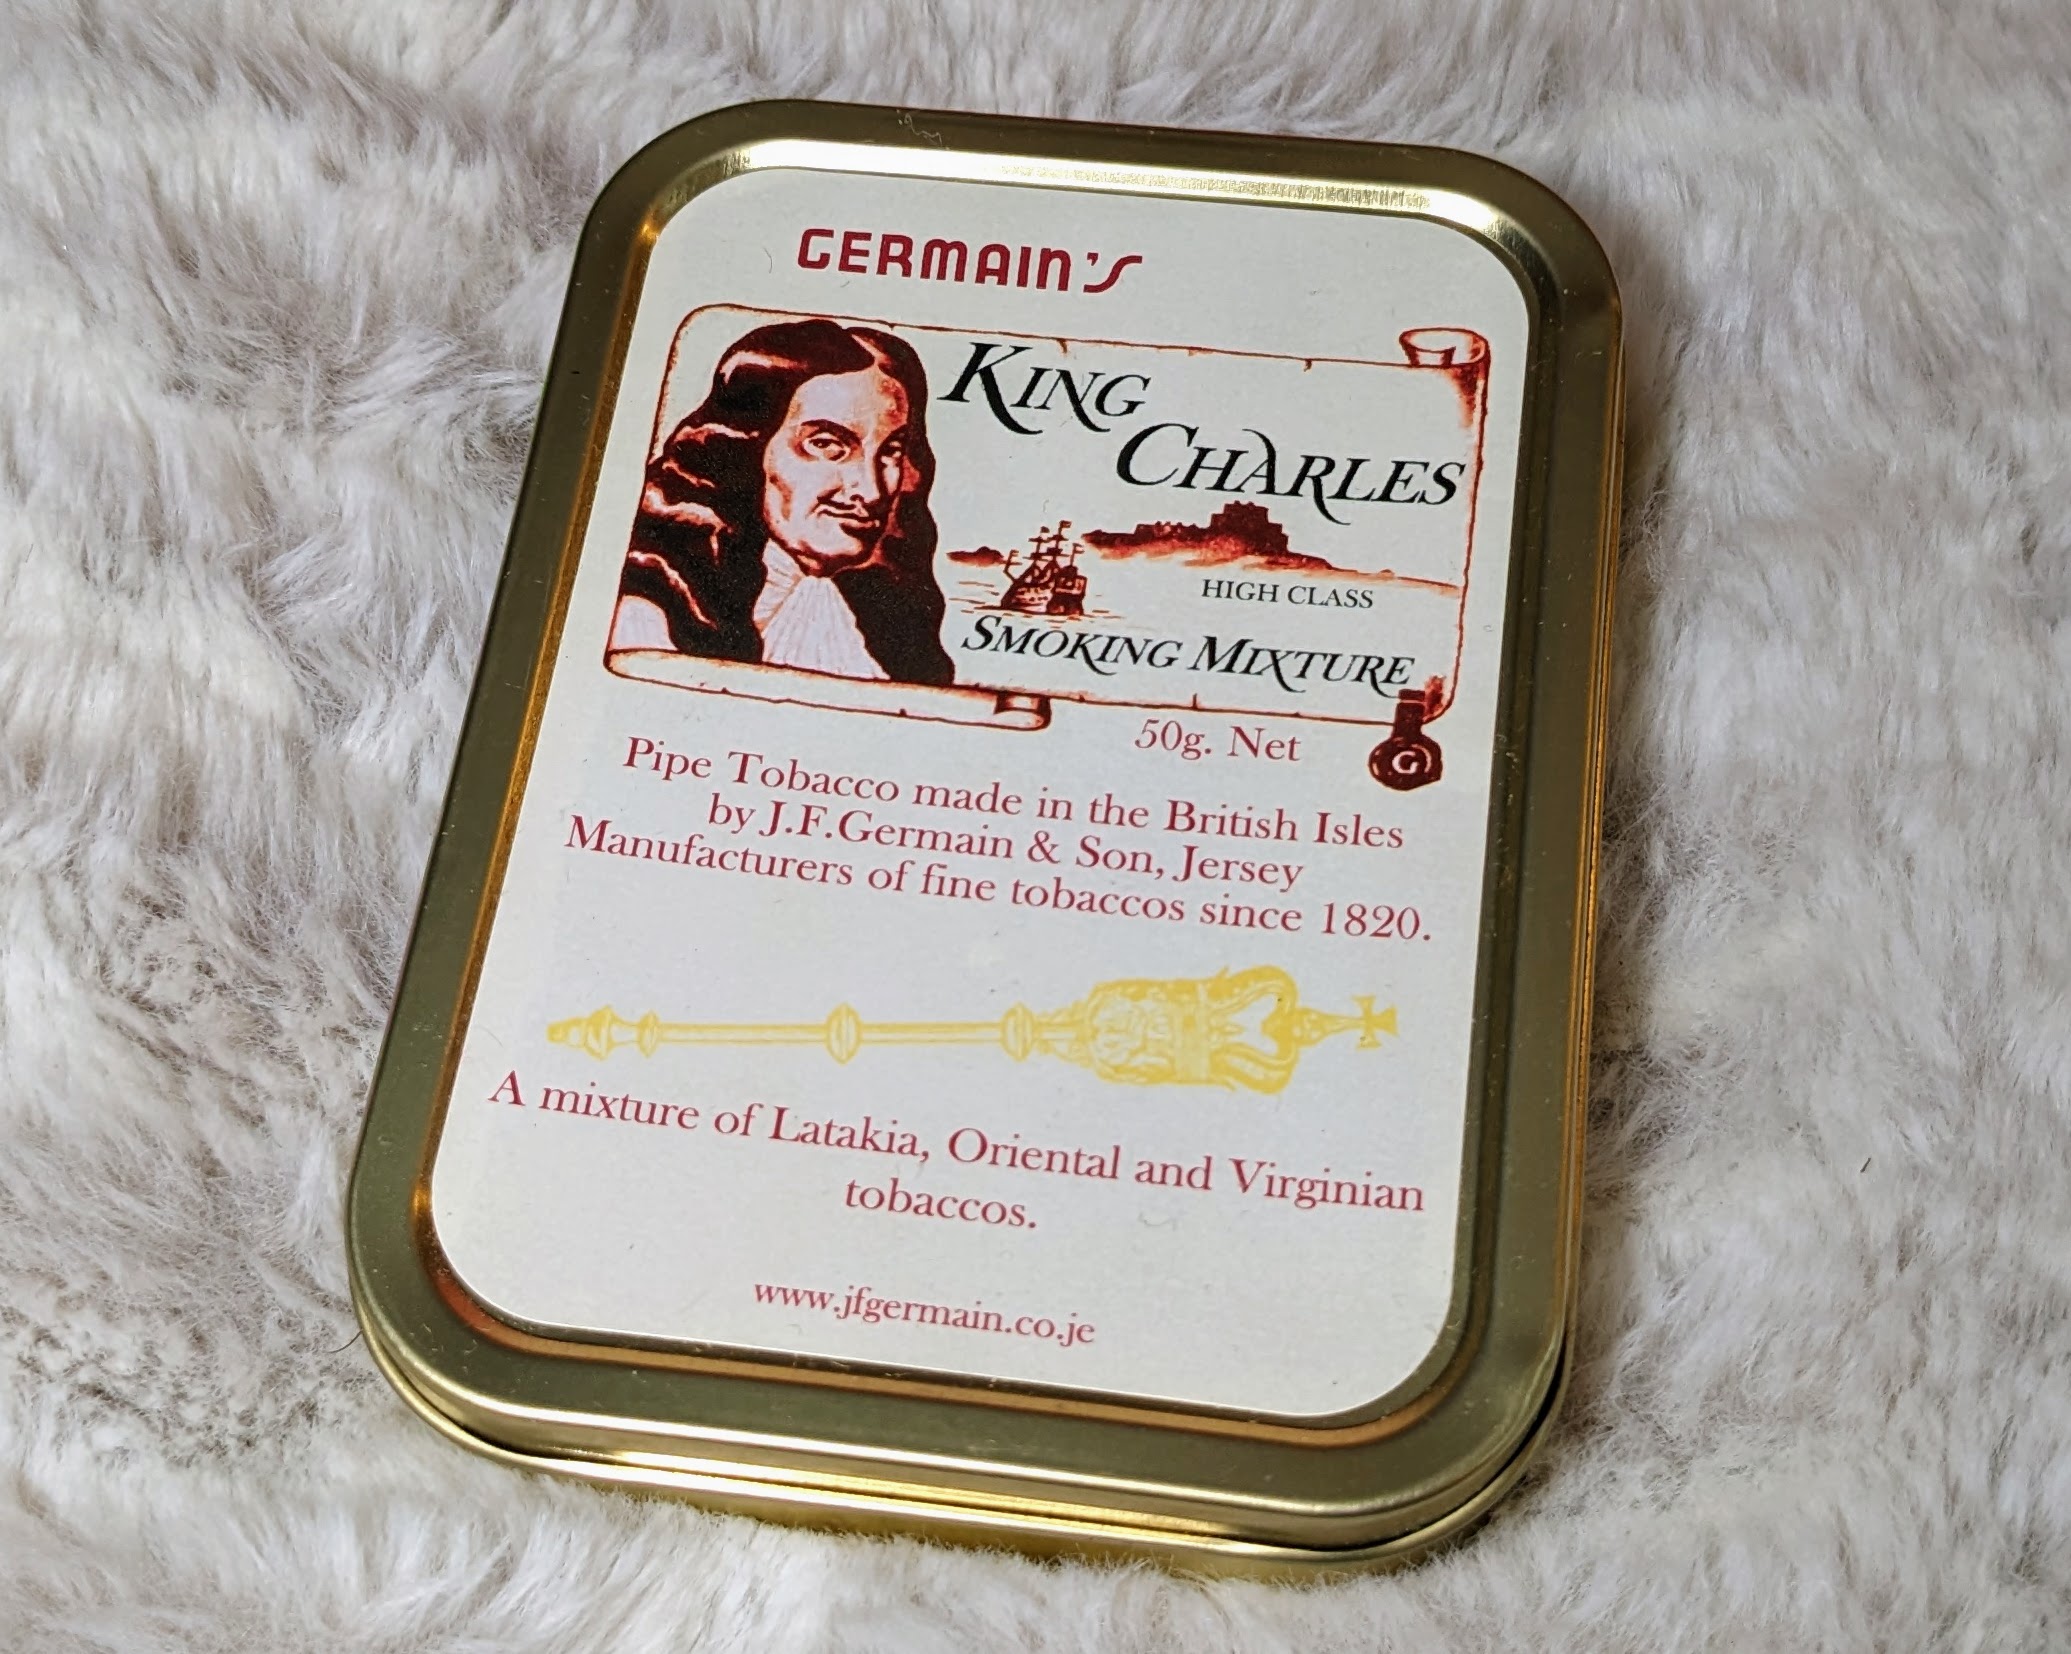 GERMAIN'S
KING
CHARLES
HIGH CLASS
SMOKING MIXTURE
50g. Net
G
Pipe Tobacco made in the British Isles
by J.F.Germain & Son, Jersey
Manufacturers of fine tobaccos since 1820.
A mixture of Latakia, Oriental and Virginian
tobaccos.
www.jfgermain.co.je